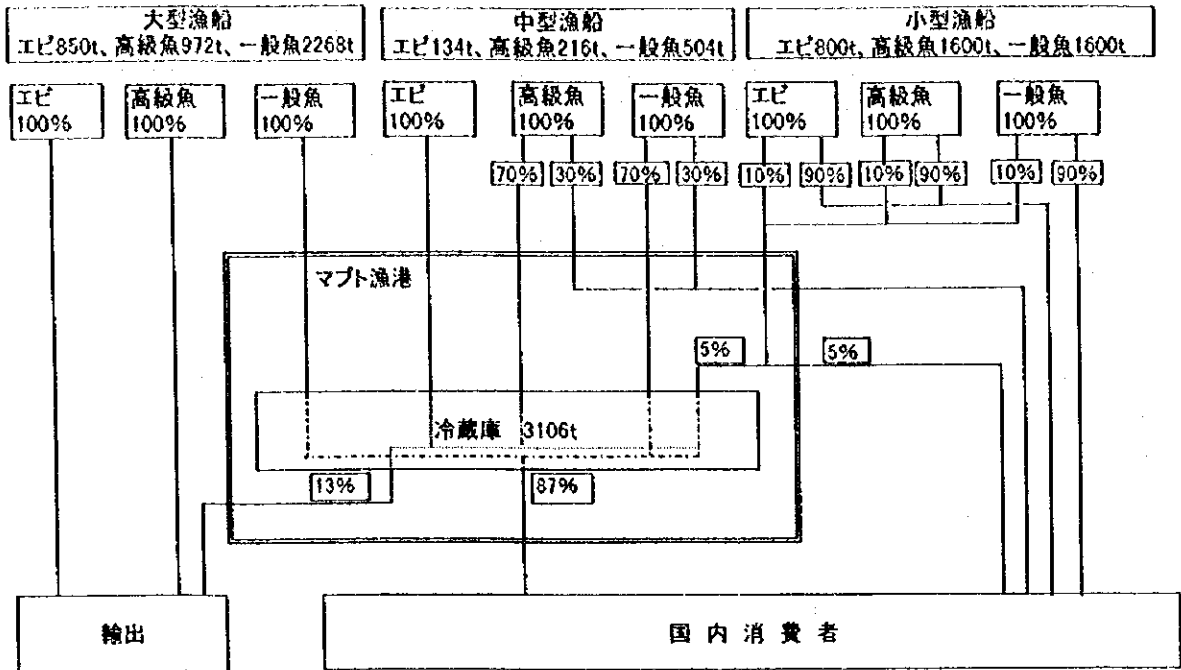 大型漁船
エビ850t、高級魚972t、一般魚2268t
中型漁船
エビ134t、高級魚216t、一般魚504t
小型漁船
エビ800t, 高級魚1600t、一般魚1600t
エビ
100%
高級魚
100%
一般魚
100%
エビ
100%
高級魚
100%
一般魚
100%
エビ
100%
高級魚
100%
一般魚
100%
70%
30%
70%
30%
10%
90%
10%
90%
10%
90%
マプト漁港
5%
5%
冷蔵庫 3106t
13%
87%
輸出
国内消費者